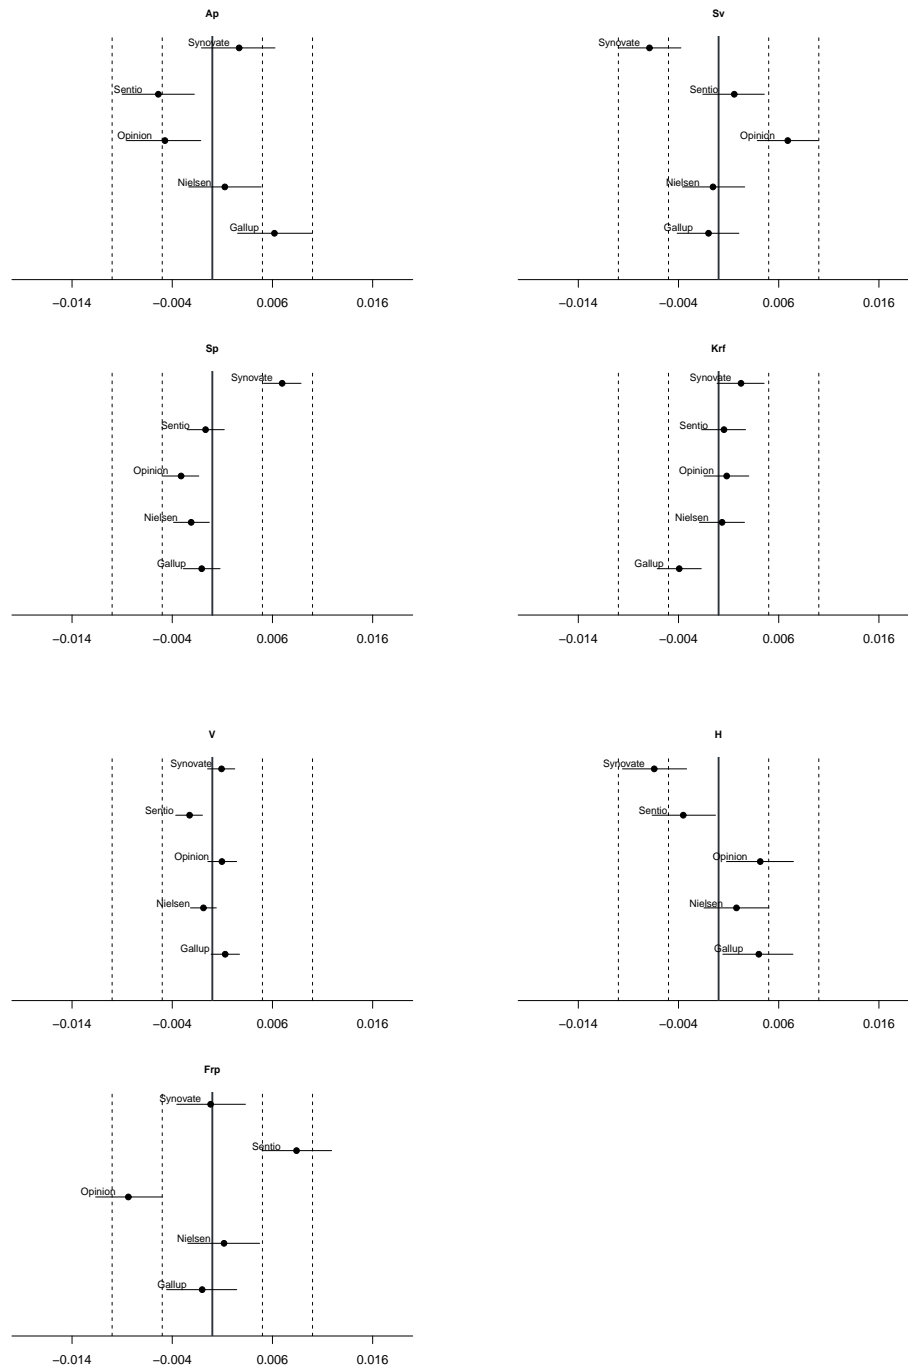 Ap
Synovate
Sentio
Opinion
Nielsen
Gallup
−0.014 −0.004 0.006 0.016
Sv
Synovate
Sentio
Opinion
Nielsen
Gallup
−0.014 −0.004 0.006 0.016
Sp
Synovate
Sentio
Opinion
Nielsen
Gallup
−0.014 −0.004 0.006 0.016
Krf
Synovate
Sentio
Opinion
Nielsen
Gallup
−0.014 −0.004 0.006 0.016
V
Synovate
Sentio
Opinion
Nielsen
Gallup
−0.014 −0.004 0.006 0.016
H
Synovate
Sentio
Opinion
Nielsen
Gallup
−0.014 −0.004 0.006 0.016
Frp
Synovate
Sentio
Opinion
Nielsen
Gallup
−0.014 −0.004 0.006 0.016